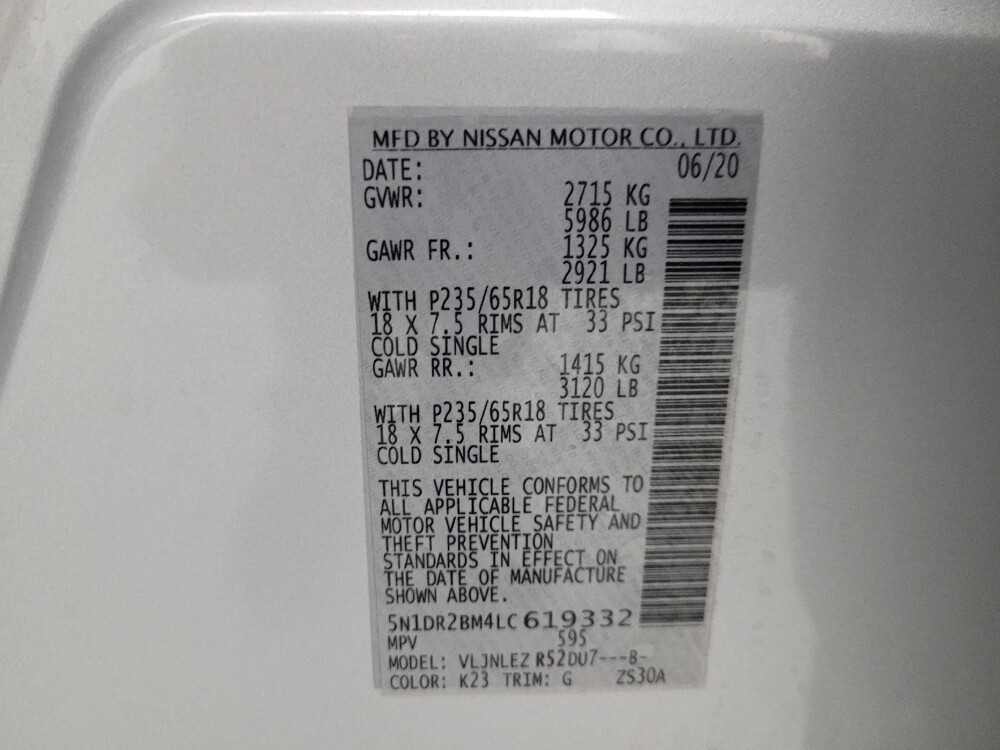 MFD BY NISSAN MOTOR CO., LTD.
DATE: 06/20
GVWR: 2715 KG
5986 LB
GAWR FR.: 1325 KG
2921 LB
WITH P235/65R18 TIRES
18 X 7.5 RIMS AT 33 PSI
COLD SINGLE
GAWR RR.: 1415 KG
3120 LB
WITH P235/65R18 TIRES
18 X 7.5 RIMS AT 33 PSI
COLD SINGLE
THIS VEHICLE CONFORMS TO
ALL APPLICABLE FEDERAL
MOTOR VEHICLE SAFETY AND
THEFT PREVENTION
STANDARDS IN EFFECT ON
THE DATE OF MANUFACTURE
SHOWN ABOVE.
5N1DR2BM4LC619332
MPV 595
MODEL: VLJNLEZ R52DU7---B-
COLOR: K23 TRIM: G ZS30A